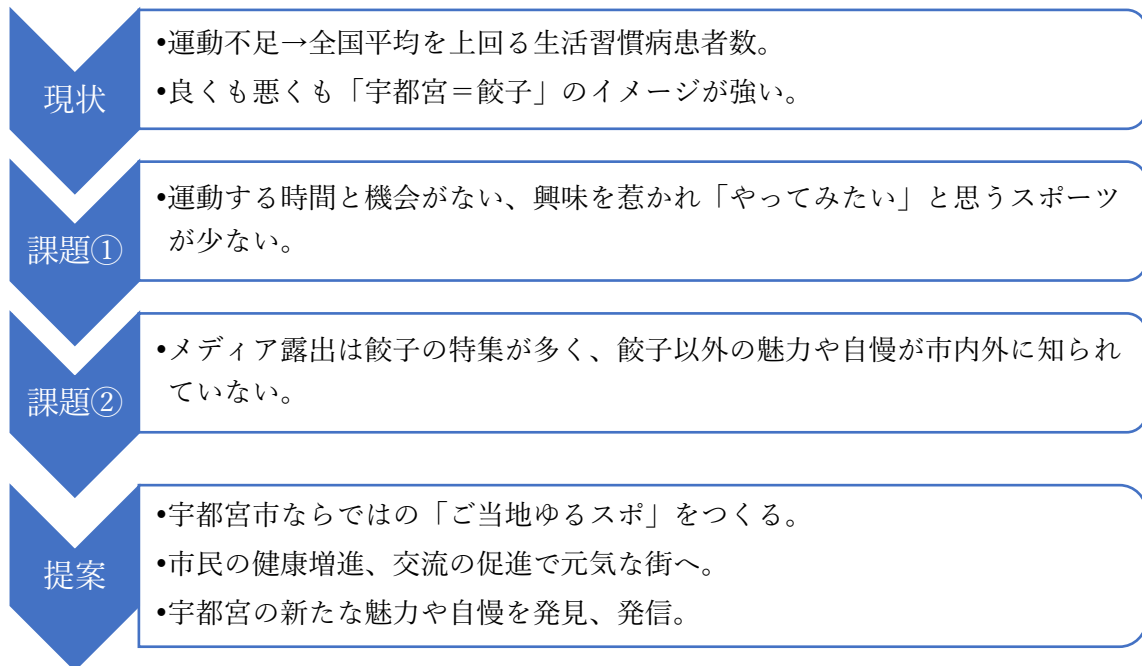 現状
•運動不足→全国平均を上回る生活習慣病患者数。
•良くも悪くも「宇都宮＝餃子」のイメージが強い。
課題①
•運動する時間と機会がない、興味を惹かれ「やってみたい」と思うスポーツ
が少ない。
課題②
•メディア露出は餃子の特集が多く、餃子以外の魅力や自慢が市内外に知られ
ていない。
提案
•宇都宮市ならではの「ご当地ゆるスポ」をつくる。
•市民の健康増進、交流の促進で元気な街へ。
•宇都宮の新たな魅力や自慢を発見、発信。